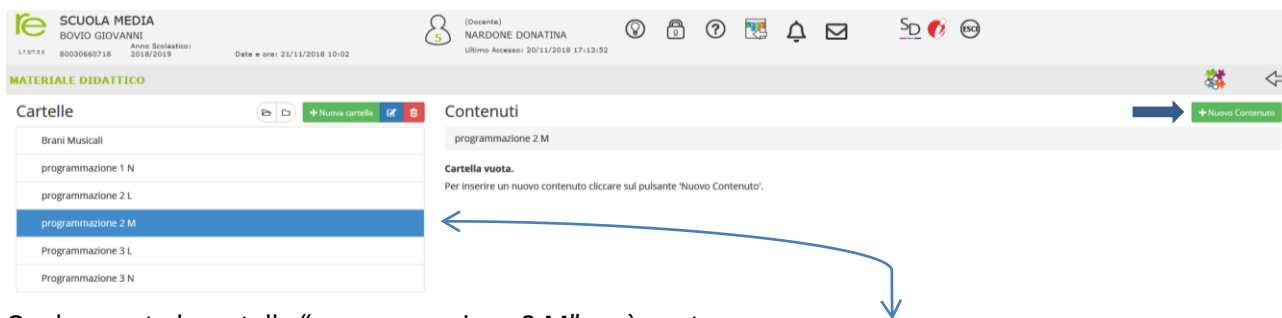 re
SCUOLA MEDIA
BOVIO GIOVANNI
80030660718 Anno Scolastico: 2018/2019 Data e ora: 21/11/2018 10:02
(Docente)
NARDONE DONATINA
Ultimo Accesso: 20/11/2018 17:13:52
S
SD
ESCI
MATERIALE DIDATTICO
Cartelle
+Nuova cartella
Brani Musicali
programmazione 1 N
programmazione 2 L
programmazione 2 M
Programmazione 3 L
Programmazione 3 N
Contenuti
+Nuovo Contenuto
programmazione 2 M
Cartella vuota.
Per inserire un nuovo contenuto cliccare sul pulsante 'Nuovo Contenuto'.